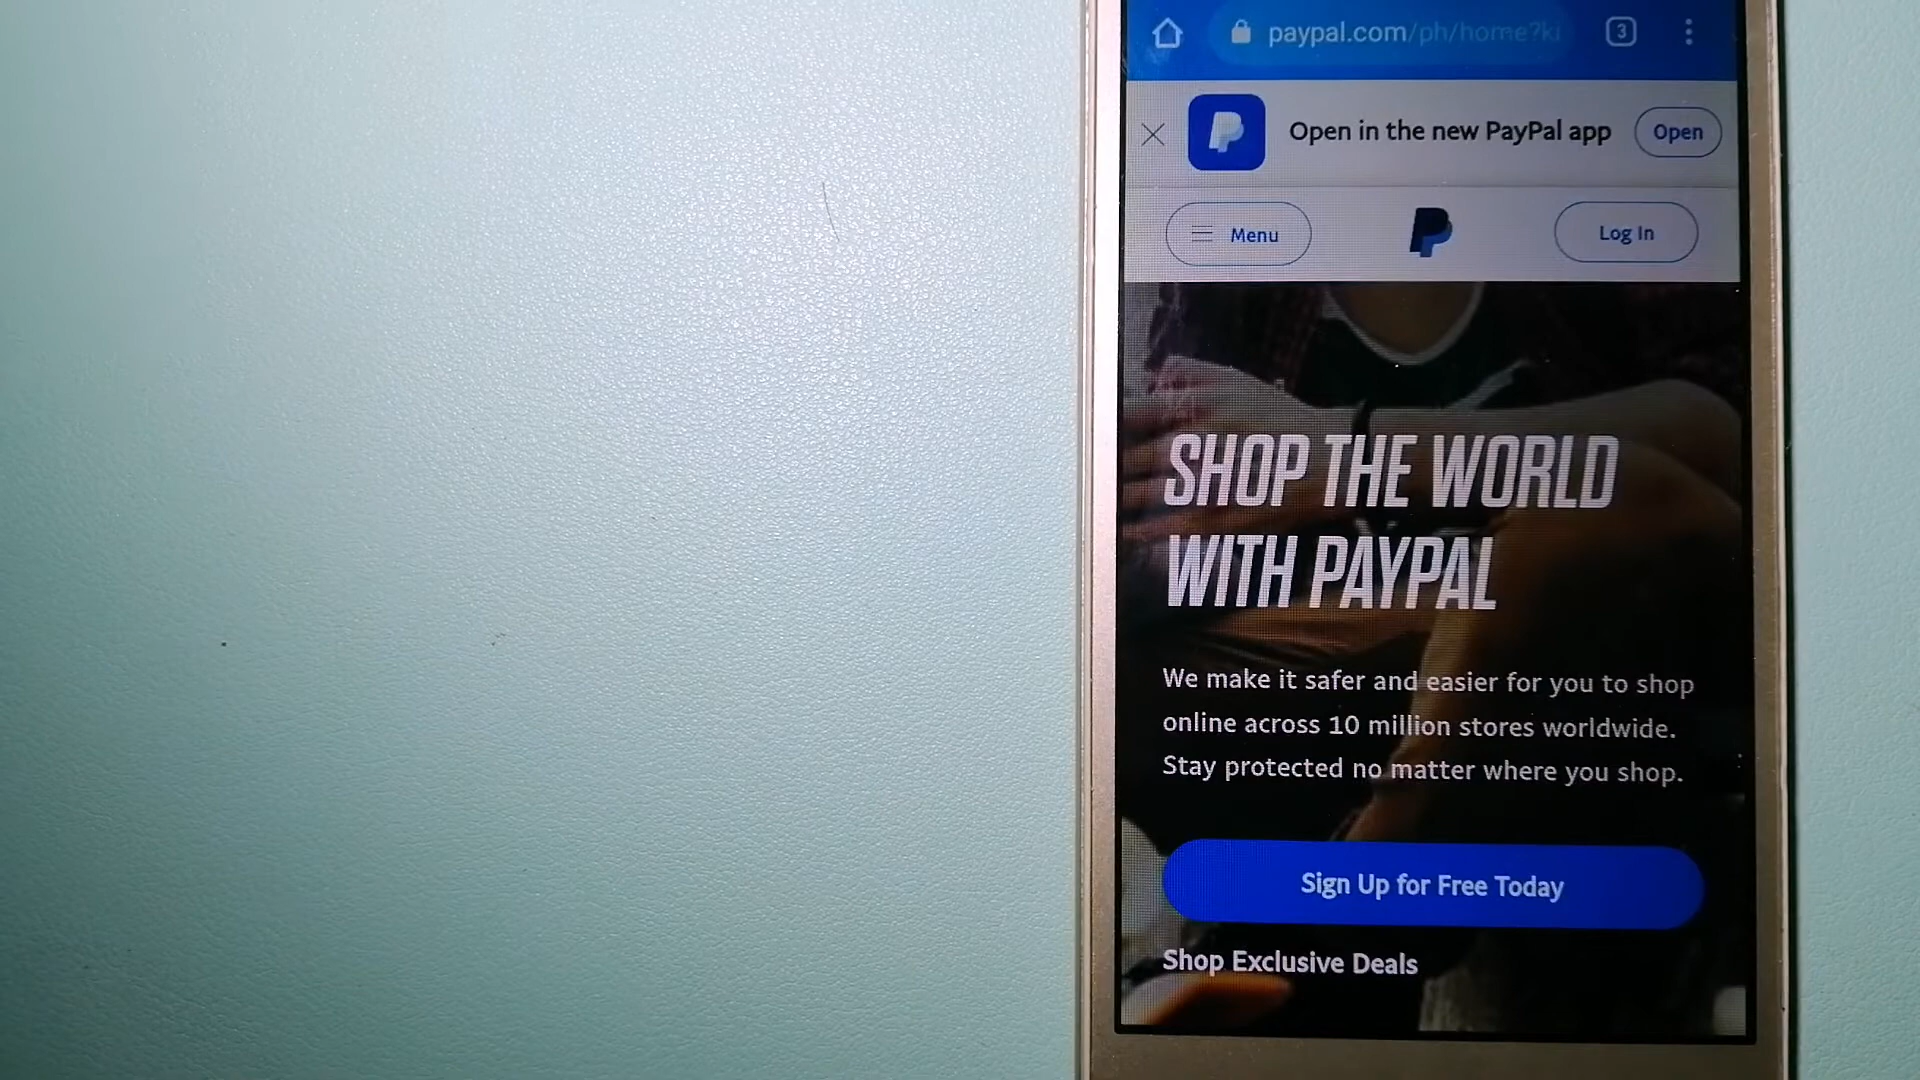 paypal.com/ph/home?ki
3
Open in the new PayPal app
Open
Menu
Log In
SHOP THE WORLD
WITH PAYPAL
We make it safer and easier for you to shop
online across 10 million stores worldwide.
Stay protected no matter where you shop.
Sign Up for Free Today
Shop Exclusive Deals